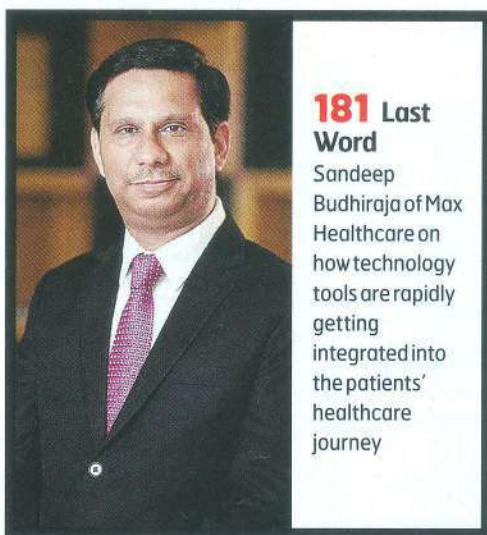 181 Last
Word
Sandeep
Budhiraja of Max
Healthcare on
how technology
tools are rapidly
getting
integrated into
the patients'
healthcare
journey